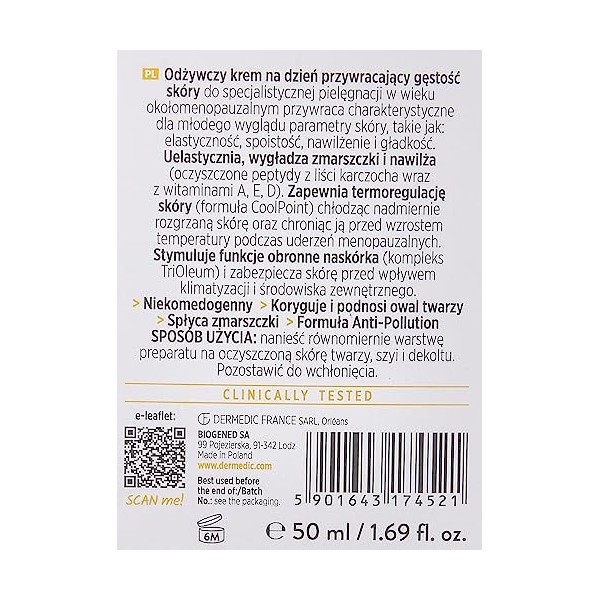 PL Odżywczy krem na dzień przywracający gęstość
skóry do specjalistycznej pielęgnacji w wieku
okołomenopauzalnym przywraca charakterystyczne
dla młodego wyglądu parametry skóry, takie jak:
elastyczność, spoistość, nawilżenie i gładkość.
Uelastycznia, wygładza zmarszczki i nawilża
(oczyszczone peptydy z liści karczocha wraz
z witaminami A, E, D). Zapewnia termoregulację
skóry (formuła CoolPoint) chłodząc nadmiernie
rozgrzaną skórę oraz chroniąc ją przed wzrostem
temperatury podczas uderzeń menopauzalnych.
Stymuluje funkcje obronne naskórka (kompleks
TriOleum) i zabezpiecza skórę przed wpływem
klimatyzacji i środowiska zewnętrznego.
> Niekomedogenny > Koryguje i podnosi owal twarzy
> Spłyca zmarszczki > Formuła Anti-Pollution
SPOSÓB UŻYCIA: nanieść równomiernie warstwę
preparatu na oczyszczoną skórę twarzy, szyi i dekoltu.
Pozostawić do wchłonięcia.
CLINICALLY TESTED
e-leaflet:
SCAN me!
DERMEDIC FRANCE SARL, Orléans
BIOGENED SA
99 Pojezierska, 91-342 Lodz
Made in Poland
www.dermedic.com
Best used before
the end of:/Batch
No.: see the packaging.
5 901643 174521
6M
℮ 50 ml / 1.69 fl. oz.